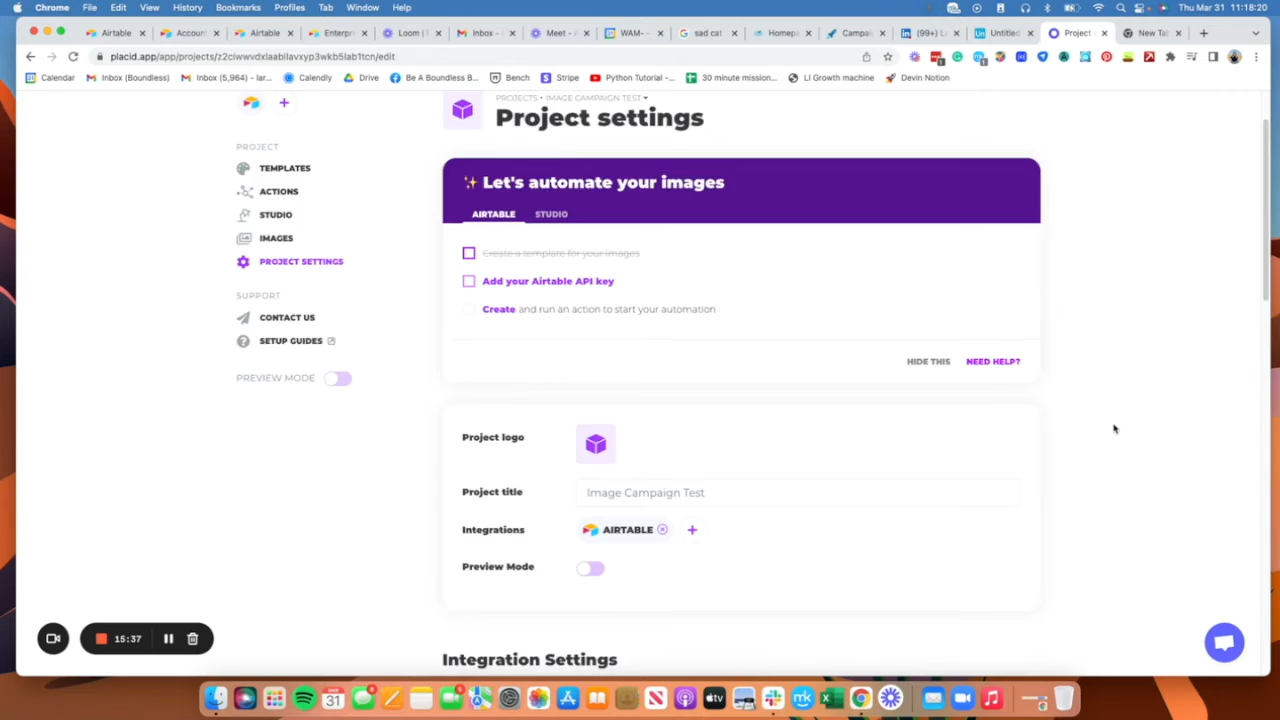 Chrome File Edit View History Bookmarks Profiles Tab Window Help Thu Mar 31 11:18:20
Airtable Accoun Airtable Enterpri Loom | Inbox - Meet - WAM- - sad cat Homep Campai (99+) L Untitled Project New Tab
placid.app/app/projects/z2ciwwvdxlaabilavvxyp3wkb5lab1tcn/edit
Calendar Inbox (Boundless) Inbox (5,964) - lar... Calendly Drive Be A Boundless B... Bench Stripe Python Tutorial -... 30 minute mission... LI Growth machine Devin Notion
PROJECTS • IMAGE CAMPAIGN TEST
Project settings
PROJECT
TEMPLATES
ACTIONS
STUDIO
IMAGES
PROJECT SETTINGS
SUPPORT
CONTACT US
SETUP GUIDES
PREVIEW MODE
Let's automate your images
AIRTABLE STUDIO
Create a template for your images
Add your Airtable API key
Create and run an action to start your automation
HIDE THIS NEED HELP?
Project logo
Project title Image Campaign Test
Integrations AIRTABLE
Preview Mode
15:37
Integration Settings